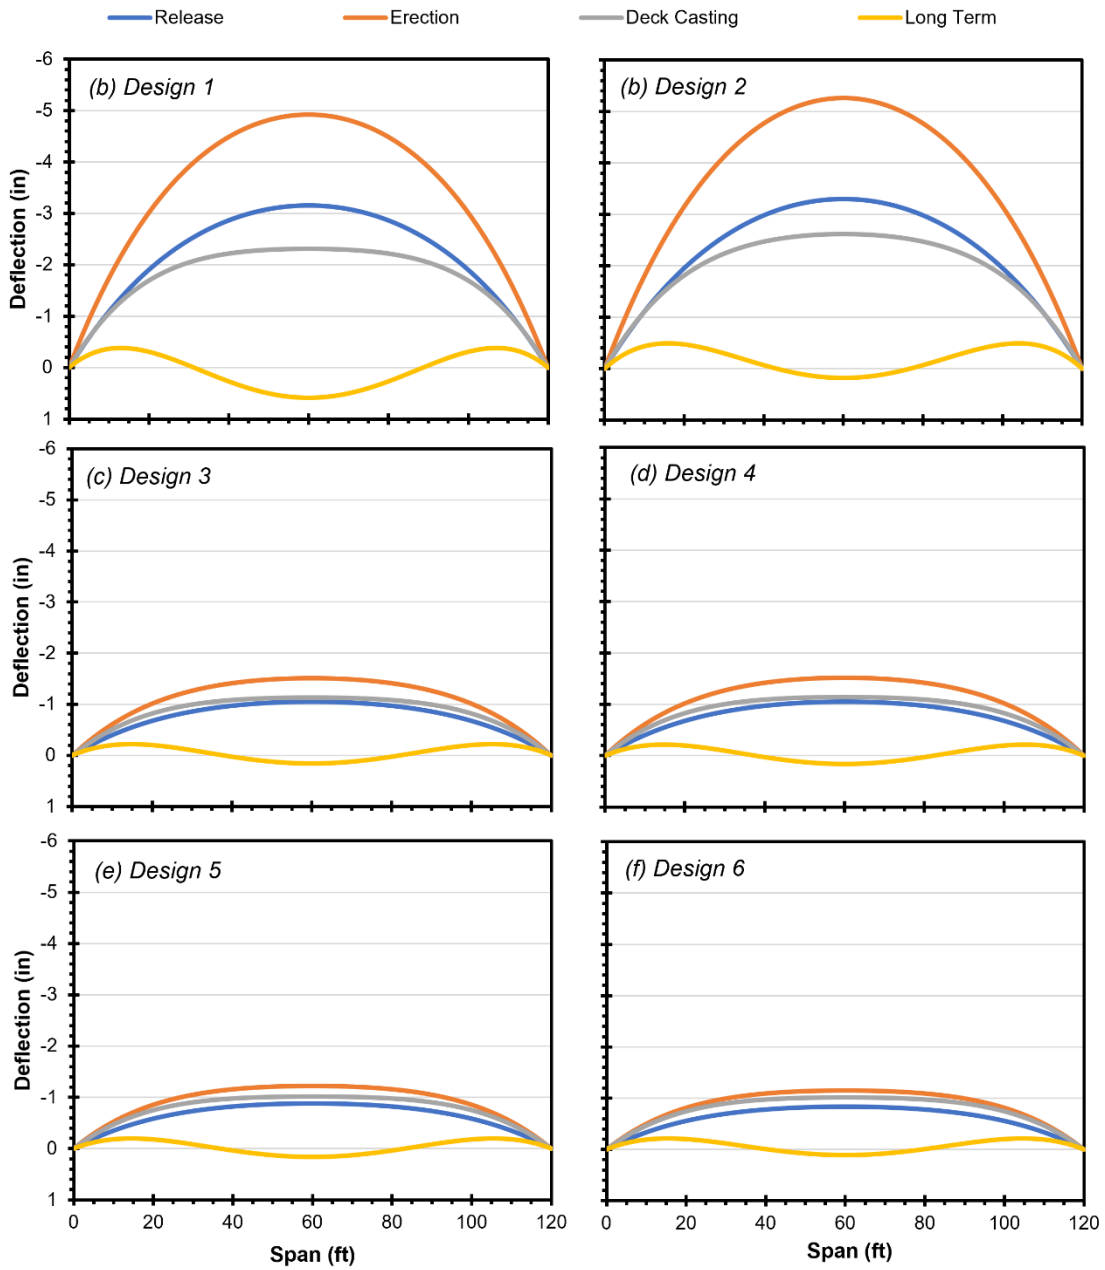 Release Erection Deck Casting Long Term
(b) Design 1
(b) Design 2
-6
-5
-4
-3
-2
-1
0
1
Deflection (in)
(c) Design 3
(d) Design 4
-6
-5
-4
-3
-2
-1
0
1
Deflection (in)
(e) Design 5
(f) Design 6
-6
-5
-4
-3
-2
-1
0
1
Deflection (in)
0 20 40 60 80 100 120
0 20 40 60 80 100 120
Span (ft)
Span (ft)